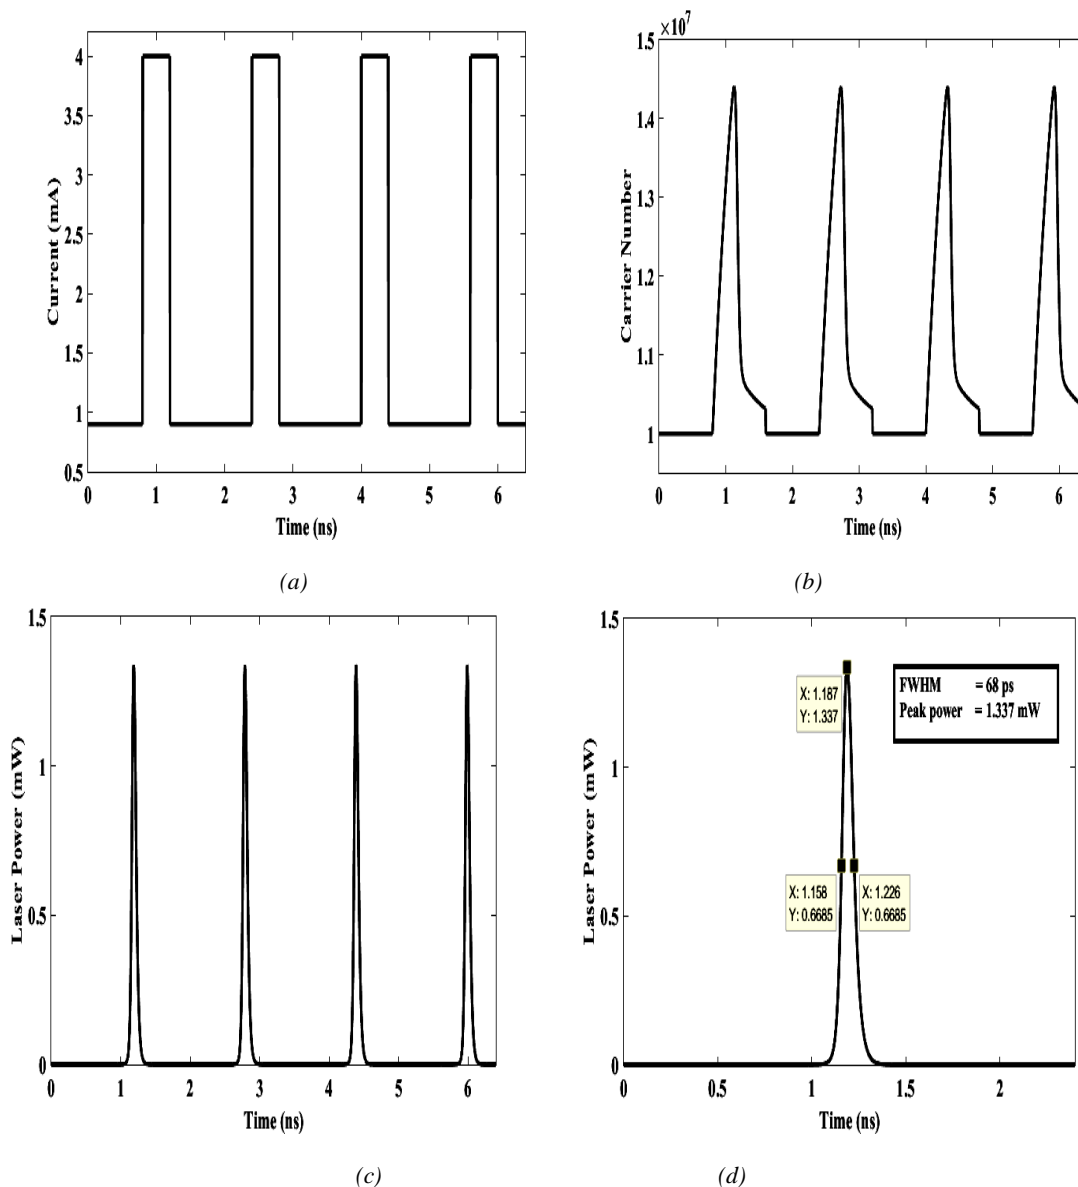 4
3.5
3
2.5
2
1.5
1
0.5
Current (mA)
0 1 2 3 4 5 6
Time (ns)
(a)
×10⁷
1.5
1.4
1.3
1.2
1.1
1
Carrier Number
0 1 2 3 4 5 6
Time (ns)
(b)
1.5
1
0.5
0
Laser Power (mW)
0 1 2 3 4 5 6
Time (ns)
(c)
1.5
1
0.5
0
Laser Power (mW)
X: 1.187
Y: 1.337
FWHM = 68 ps
Peak power = 1.337 mW
X: 1.158
Y: 0.6685
X: 1.226
Y: 0.6685
0 0.5 1 1.5 2
Time (ns)
(d)